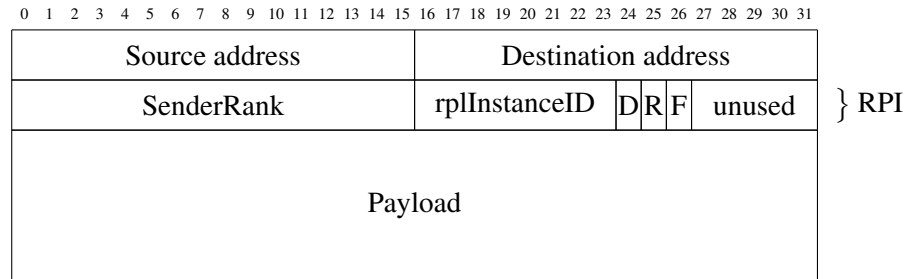 0 1 2 3 4 5 6 7 8 9 10 11 12 13 14 15 16 17 18 19 20 21 22 23 24 25 26 27 28 29 30 31
Source address Destination address
SenderRank rplInstanceID D R F unused } RPI
Payload